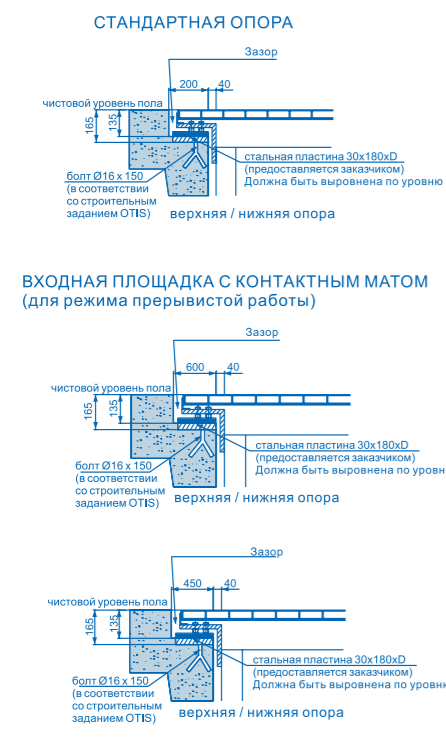 СТАНДАРТНАЯ ОПОРА
Зазор
200 40
чистовой уровень пола
165
135
стальная пластина 30x180xD
(предоставляется заказчиком)
Должна быть выровнена по уровню
болт Ø16 x 150
(в соответствии
со строительным
заданием OTIS)
верхняя / нижняя опора
ВХОДНАЯ ПЛОЩАДКА С КОНТАКТНЫМ МАТОМ
(для режима прерывистой работы)
Зазор
600 40
чистовой уровень пола
165
135
стальная пластина 30x180xD
(предоставляется заказчиком)
Должна быть выровнена по уровн
болт Ø16 x 150
(в соответствии
со строительным
заданием OTIS)
верхняя / нижняя опора
Зазор
450 40
чистовой уровень пола
165
135
стальная пластина 30x180xD
(предоставляется заказчиком)
Должна быть выровнена по уровн
болт Ø16 x 150
(в соответствии
со строительным
заданием OTIS)
верхняя / нижняя опора